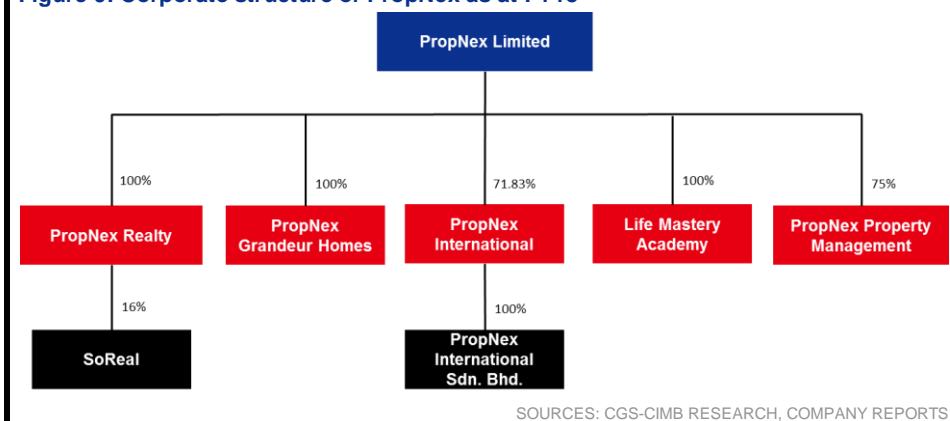 PropNex Limited
100%
100%
71.83%
100%
75%
PropNex Realty
PropNex
Grandeur Homes
PropNex
International
Life Mastery
Academy
PropNex Property
Management
16%
100%
SoReal
PropNex
International
Sdn. Bhd.
SOURCES: CGS-CIMB RESEARCH, COMPANY REPORTS